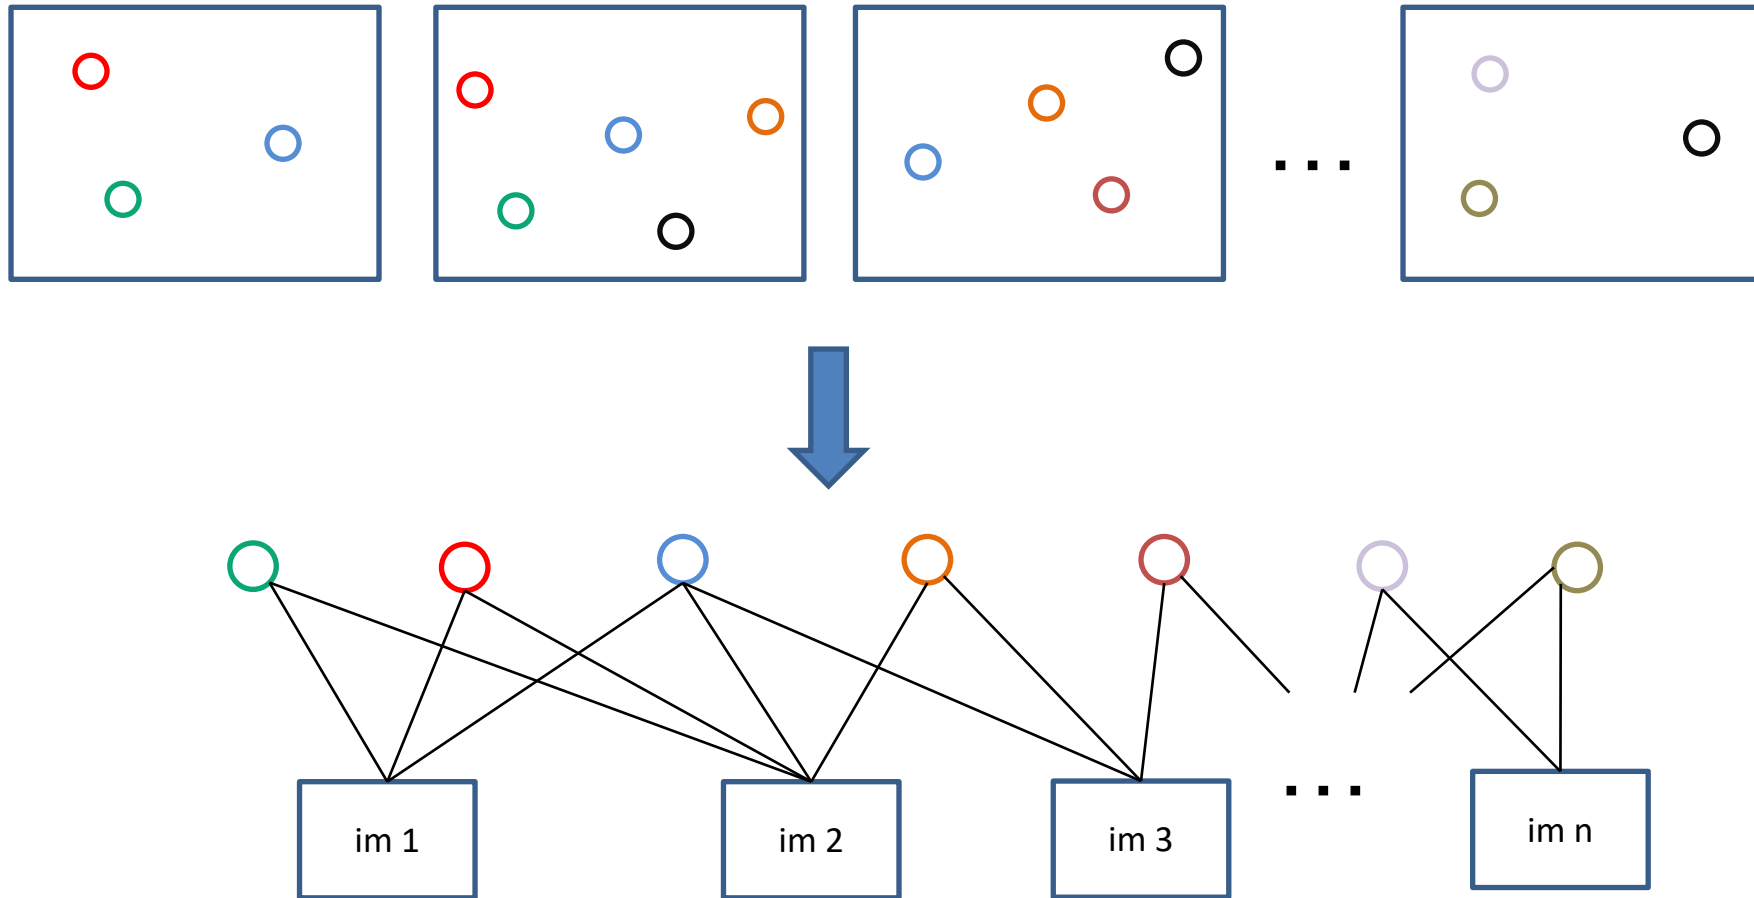 . . .
. . .
im 1
im 2
im 3
im n